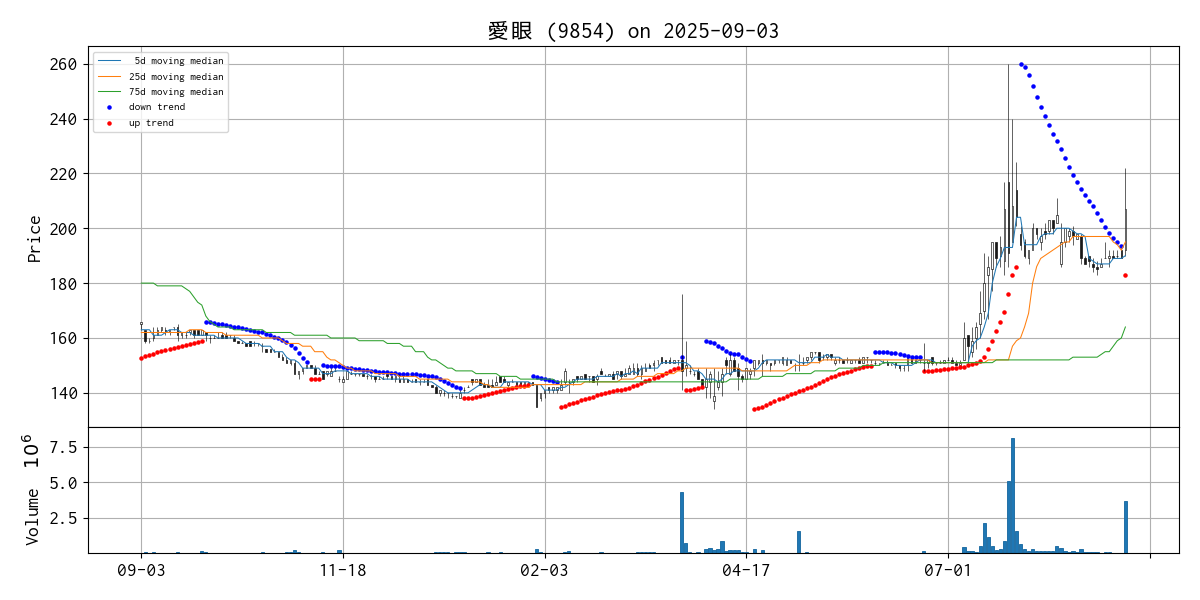 愛眼 (9854) on 2025-09-03
5d moving median
25d moving median
75d moving median
down trend
up trend
Price
260
240
220
200
180
160
140
Volume 10^6
7.5
5.0
2.5
09-03 11-18 02-03 04-17 07-01